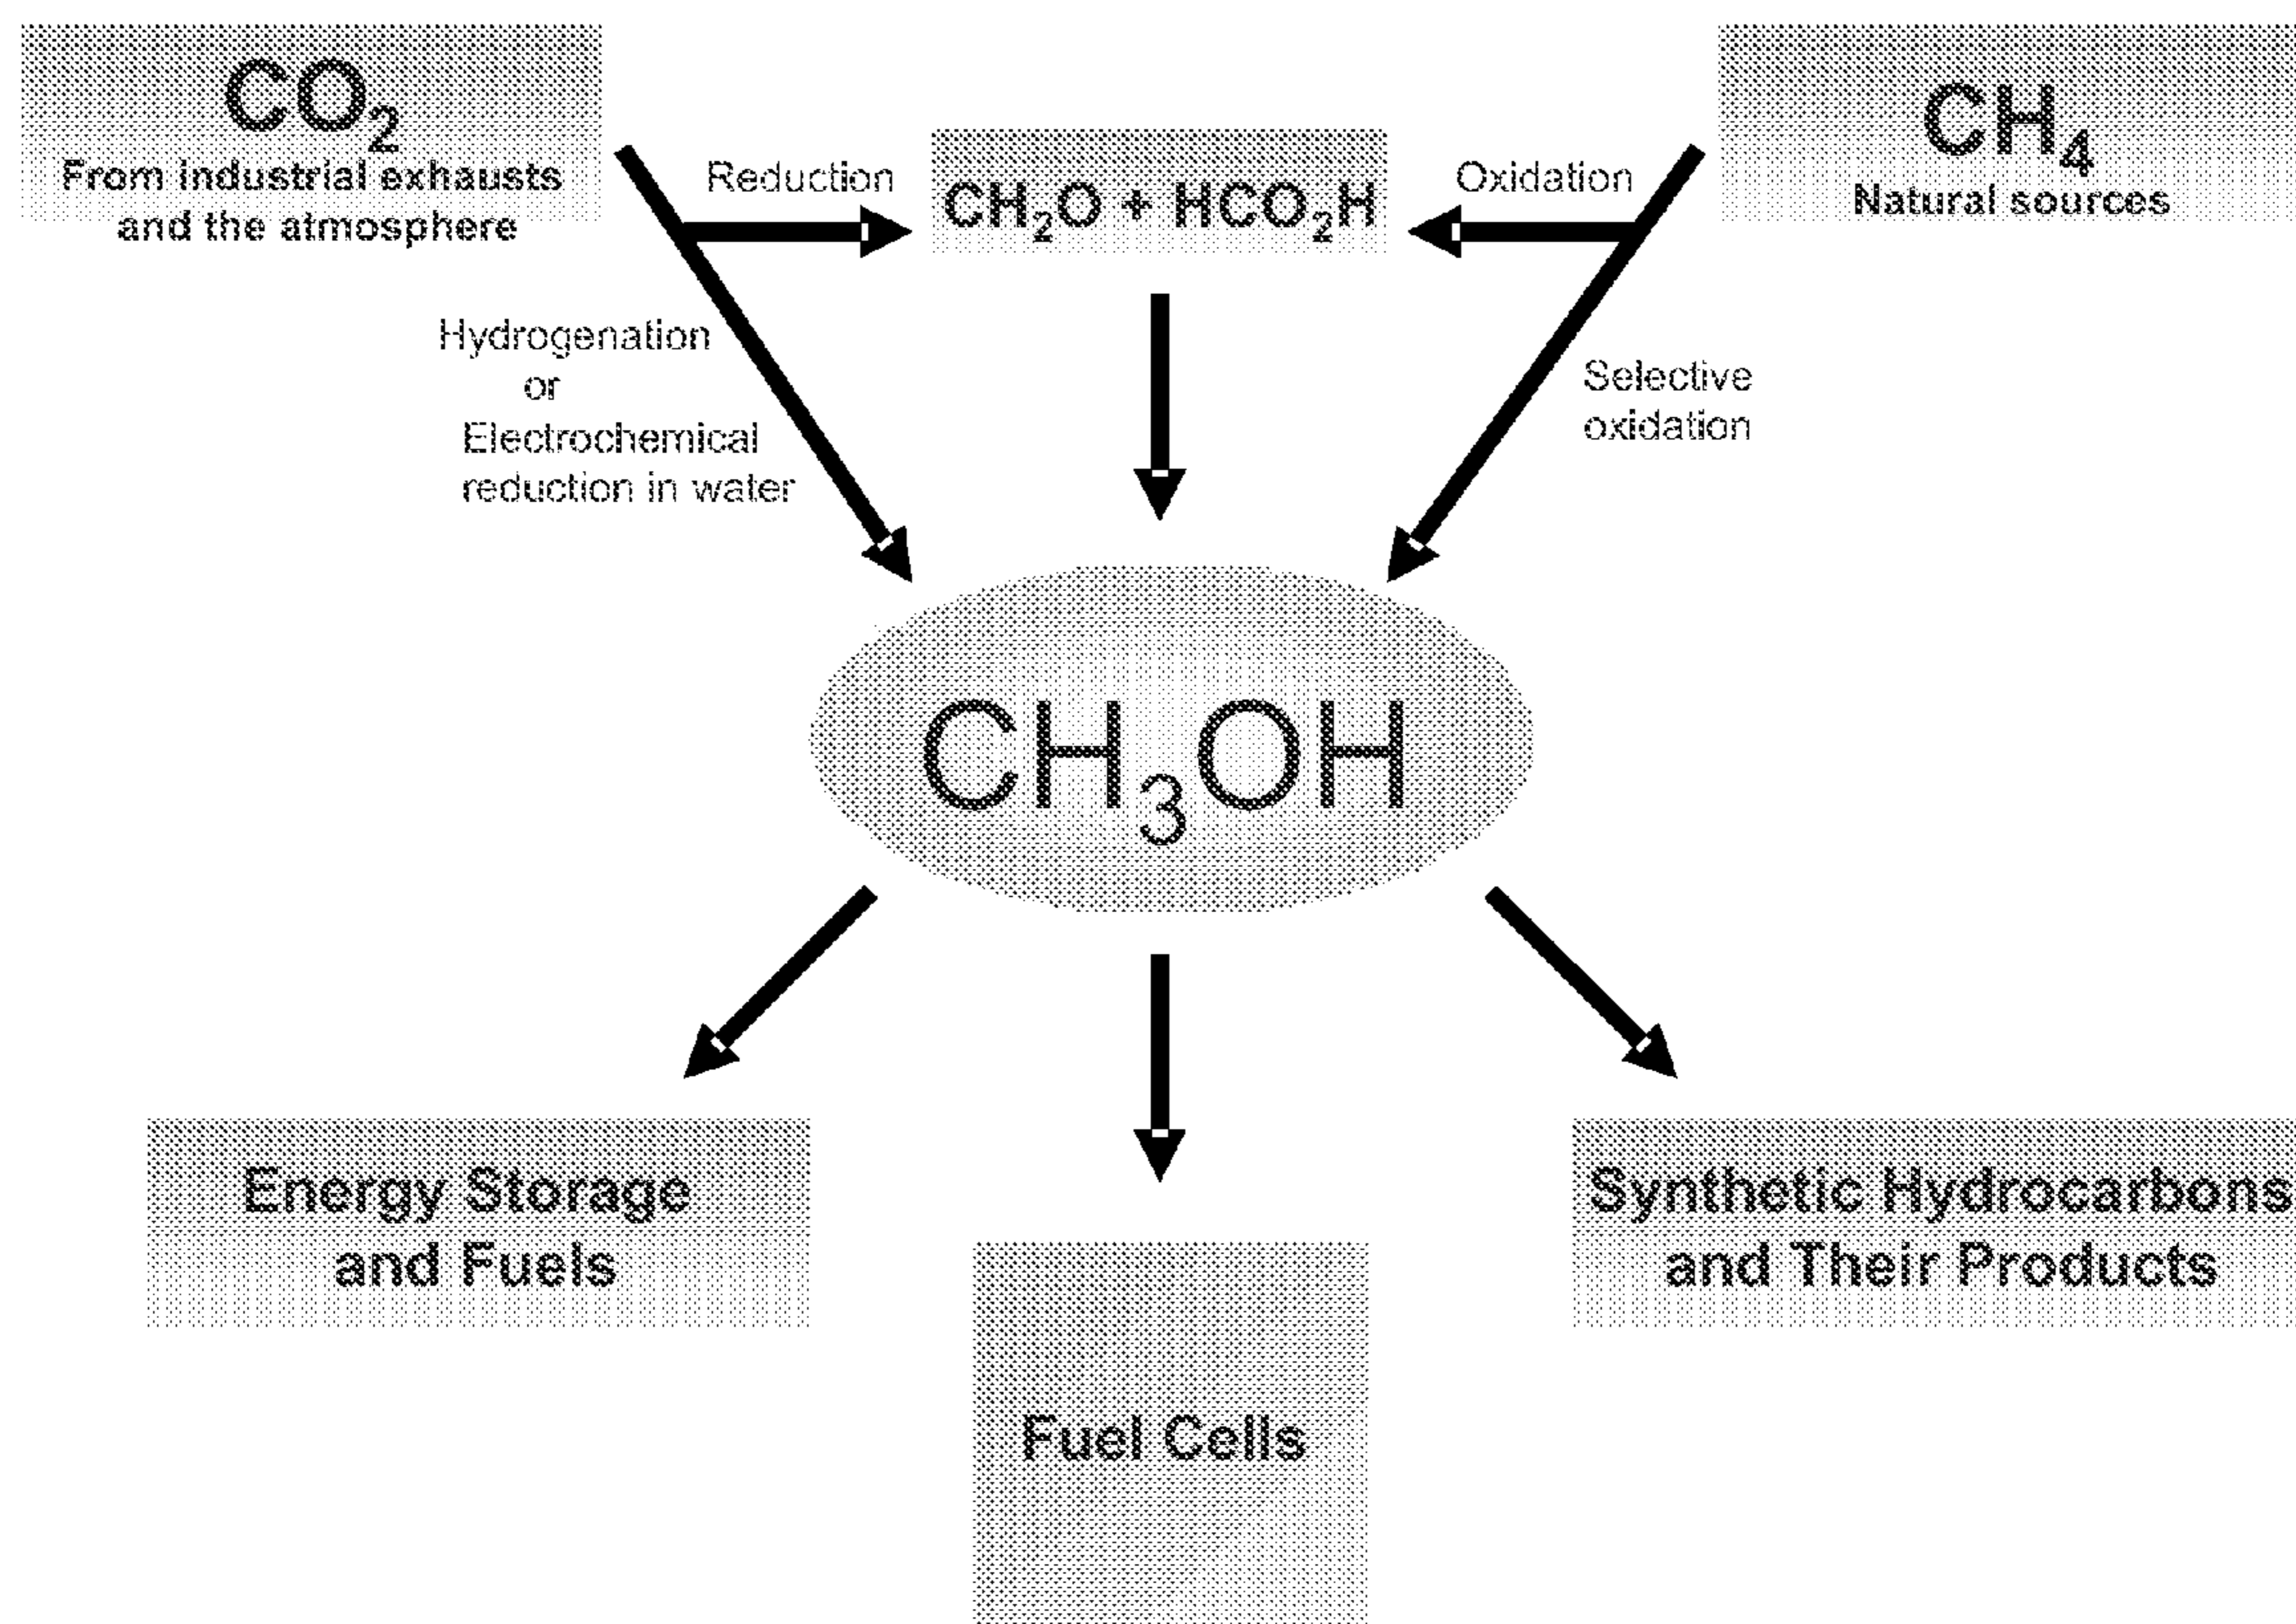 CO₂
From industrial exhausts
and the atmosphere
Reduction
CH₂O + HCO₂H
Oxidation
CH₄
Natural sources
Hydrogenation
or
Electrochemical
reduction in water
Selective
oxidation
CH₃OH
Energy Storage
and Fuels
Fuel Cells
Synthetic Hydrocarbons
and Their Products